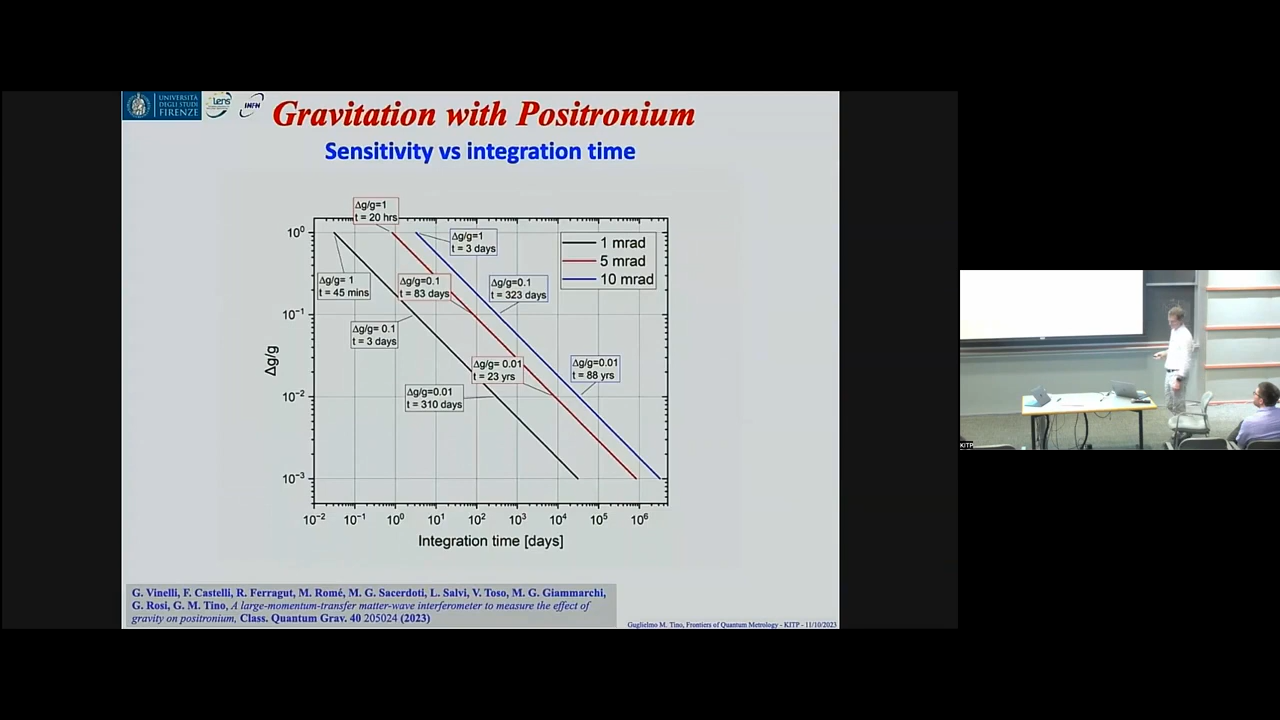 UNIVERSITÀ
DEGLI STUDI
FIRENZE
Lens
INFN
Gravitation with Positronium
Sensitivity vs integration time
Δg/g=1
t = 20 hrs
Δg/g=1
t = 3 days
1 mrad
5 mrad
10 mrad
Δg/g= 1
t = 45 mins
Δg/g=0.1
t = 83 days
Δg/g=0.1
t = 323 days
Δg/g= 0.1
t = 3 days
Δg/g= 0.01
t = 23 yrs
Δg/g=0.01
t = 88 yrs
Δg/g=0.01
t = 310 days
10⁰
10⁻¹
10⁻²
10⁻³
Δg/g
10⁻² 10⁻¹ 10⁰ 10¹ 10² 10³ 10⁴ 10⁵ 10⁶
Integration time [days]
G. Vinelli, F. Castelli, R. Ferragut, M. Romé, M. G. Sacerdoti, L. Salvi, V. Toso, M. G. Giammarchi,
G. Rosi, G. M. Tino, A large-momentum-transfer matter-wave interferometer to measure the effect of
gravity on positronium, Class. Quantum Grav. 40 205024 (2023)
Guglielmo M. Tino, Frontiers of Quantum Metrology - KITP - 11/10/2023
KITP